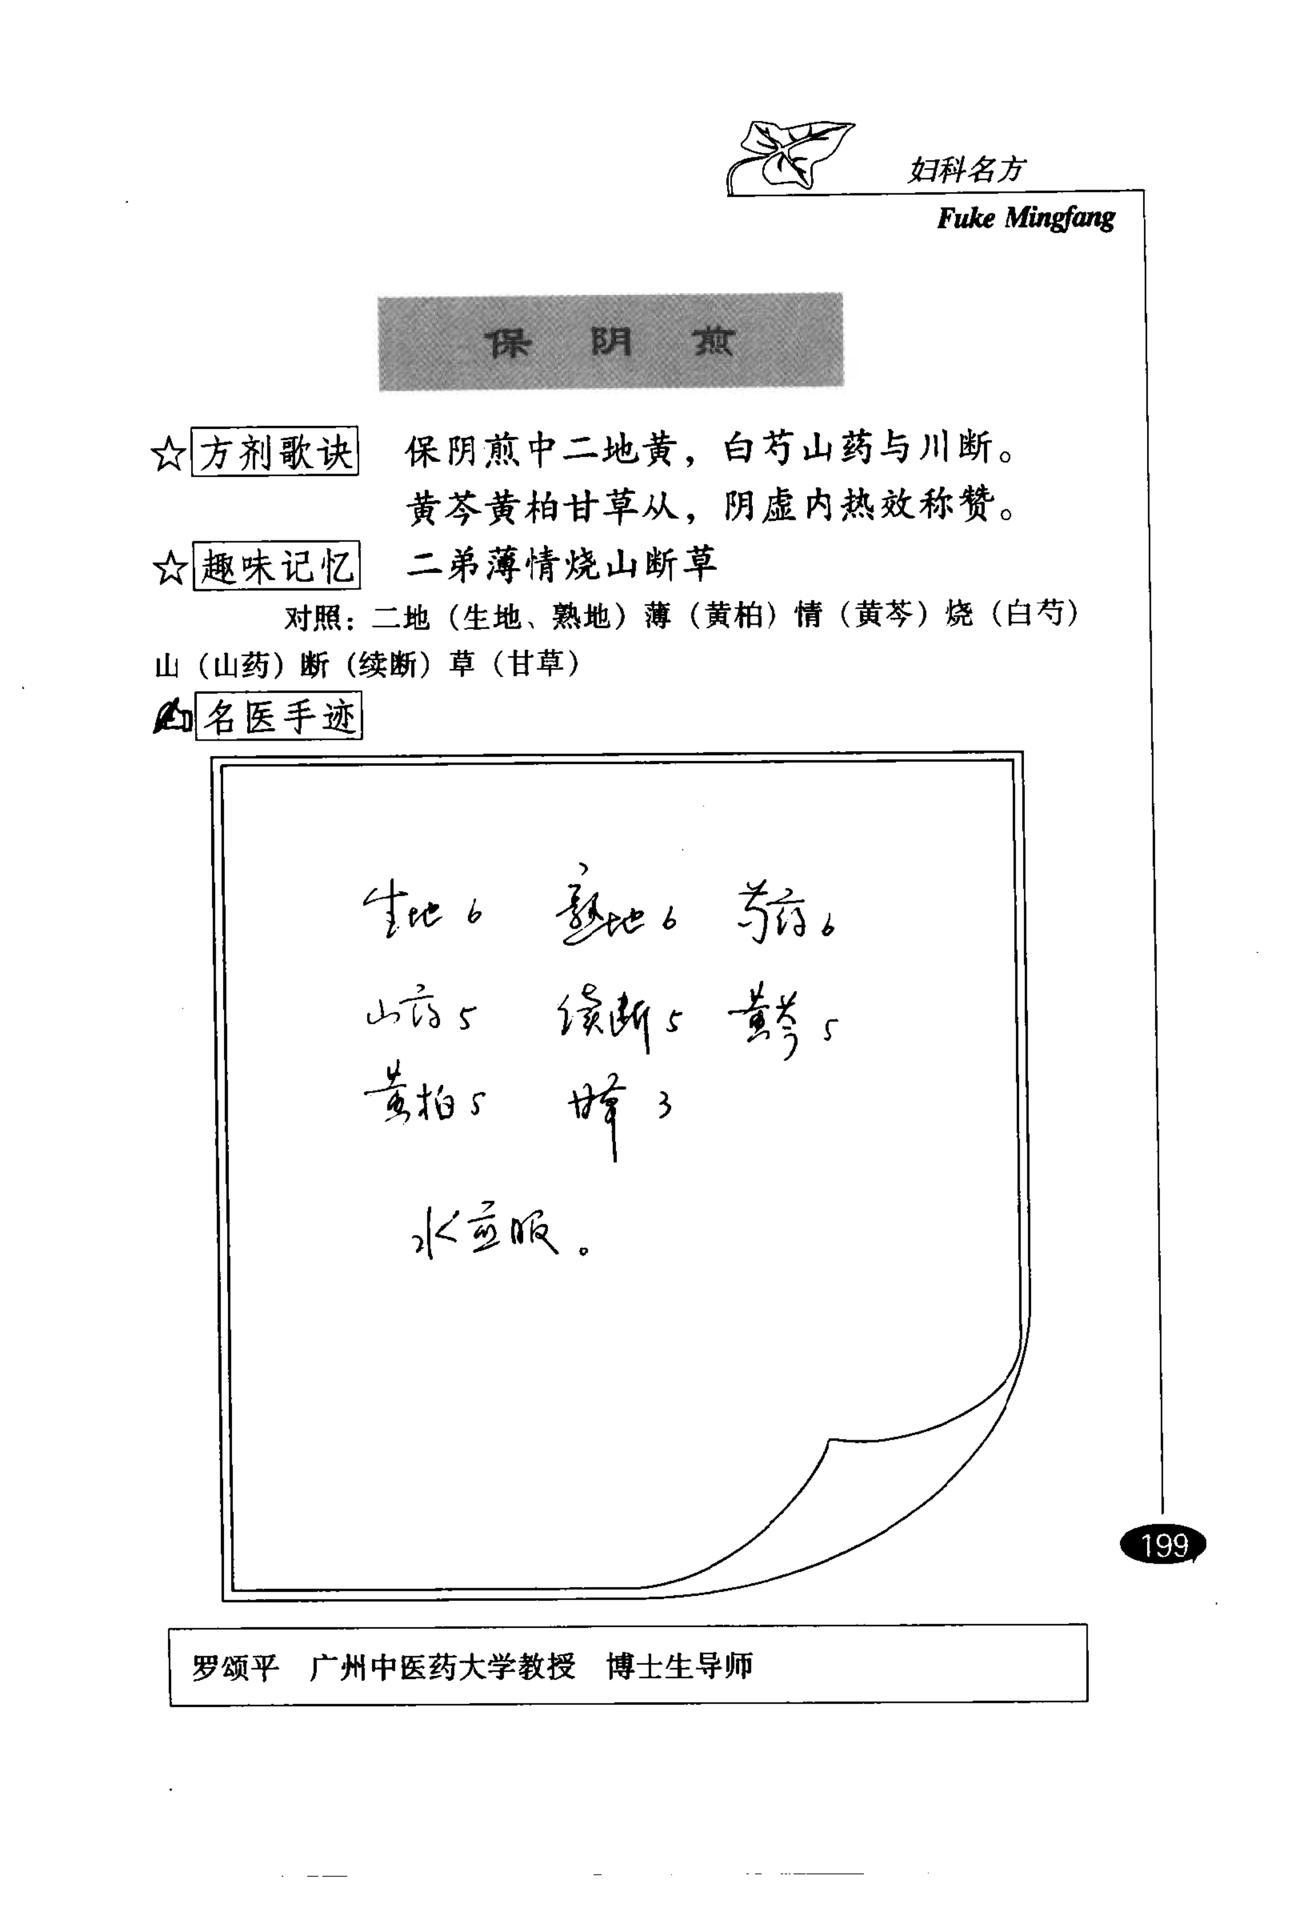 妇科名方
Fuke Mingfang
保 阴 煎
☆方剂歌诀 保阴煎中二地黄，白芍山药与川断。
黄芩黄柏甘草从，阴虚内热效称赞。
☆趣味记忆 二弟薄情烧山断草
对照：二地（生地、熟地）薄（黄柏）情（黄芩）烧（白芍）
山（山药）断（续断）草（甘草）
名医手迹
生地6 熟地6 芍药6
山药5 续断5 黄芩5
黄柏5 甘草3
水煎服。
199
罗颂平 广州中医药大学教授 博士生导师